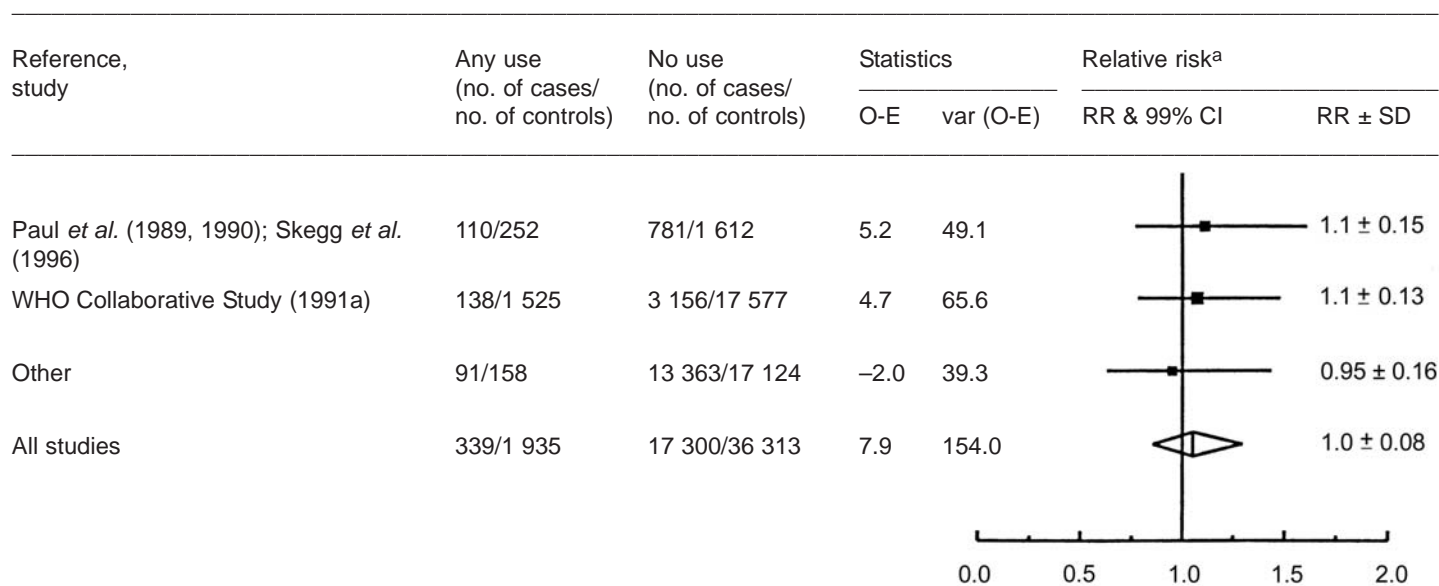 Reference, study Any use (no. of cases/ no. of controls) No use (no. of cases/ no. of controls) Statistics Relative riskᵃ
O-E var (O-E) RR & 99% CI RR ± SD
Paul et al. (1989, 1990); Skegg et al. (1996) 110/252 781/1 612 5.2 49.1 1.1 ± 0.15
WHO Collaborative Study (1991a) 138/1 525 3 156/17 577 4.7 65.6 1.1 ± 0.13
Other 91/158 13 363/17 124 –2.0 39.3 0.95 ± 0.16
All studies 339/1 935 17 300/36 313 7.9 154.0 1.0 ± 0.08
0.0 0.5 1.0 1.5 2.0